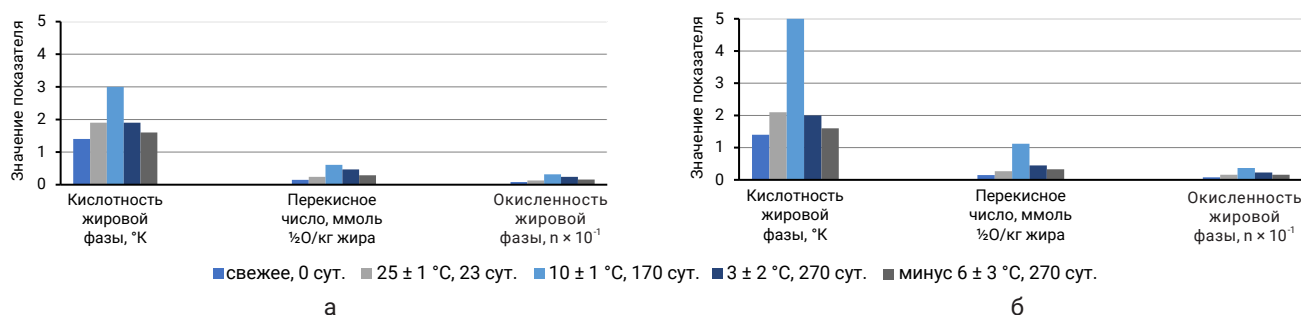 Значение показателя
5
4
3
2
1
0
Кислотность
жировой
фазы, °К
Перекисное
число, ммоль
½О/кг жира
Окисленность
жировой
фазы, n × 10⁻¹
Значение показателя
5
4
3
2
1
0
Кислотность
жировой
фазы, °К
Перекисное
число, ммоль
½О/кг жира
Окисленность
жировой
фазы, n × 10⁻¹
свежее, 0 сут. 25 ± 1 °С, 23 сут. 10 ± 1 °С, 170 сут. 3 ± 2 °С, 270 сут. минус 6 ± 3 °С, 270 сут.
а
б